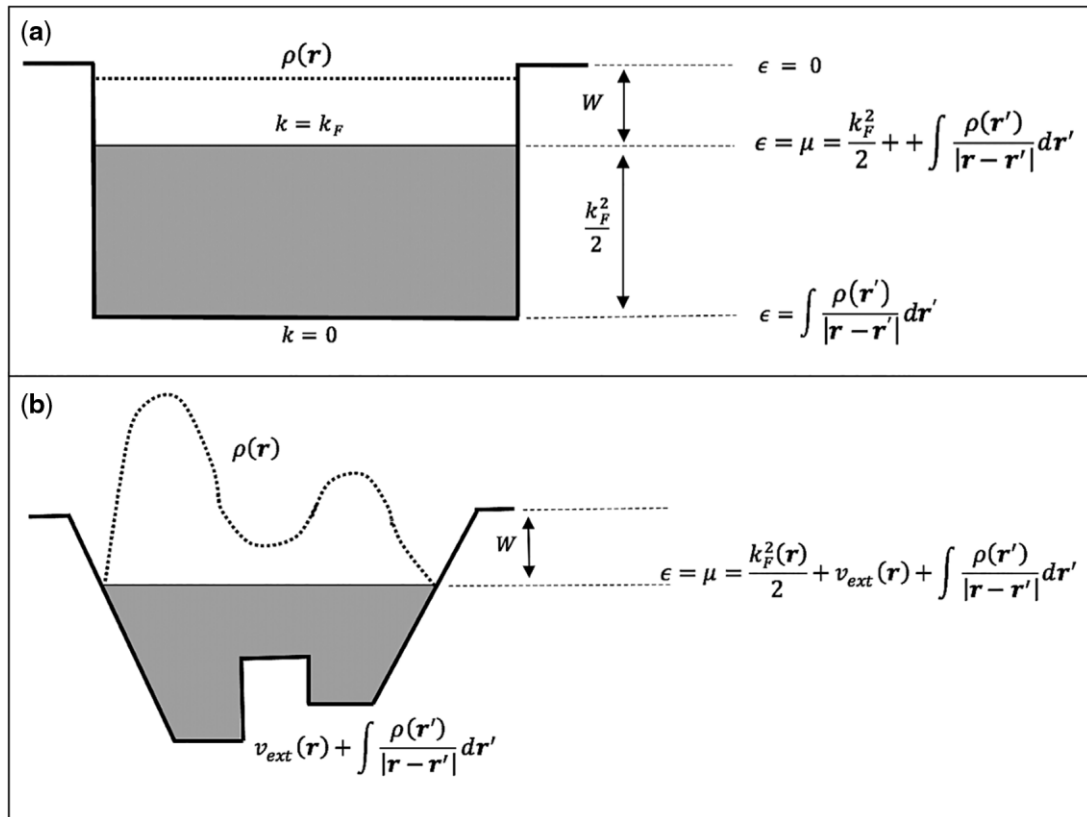 (a)
ρ(r)
ϵ = 0
W
k = k_F
ϵ = μ = k_F^2/2 + + ∫ ρ(r′)/|r − r′| dr′
k_F^2/2
ϵ = ∫ ρ(r′)/|r − r′| dr′
k = 0
(b)
ρ(r)
W
ϵ = μ = k_F^2(r)/2 + v_ext(r) + ∫ ρ(r′)/|r − r′| dr′
v_ext(r) + ∫ ρ(r′)/|r − r′| dr′